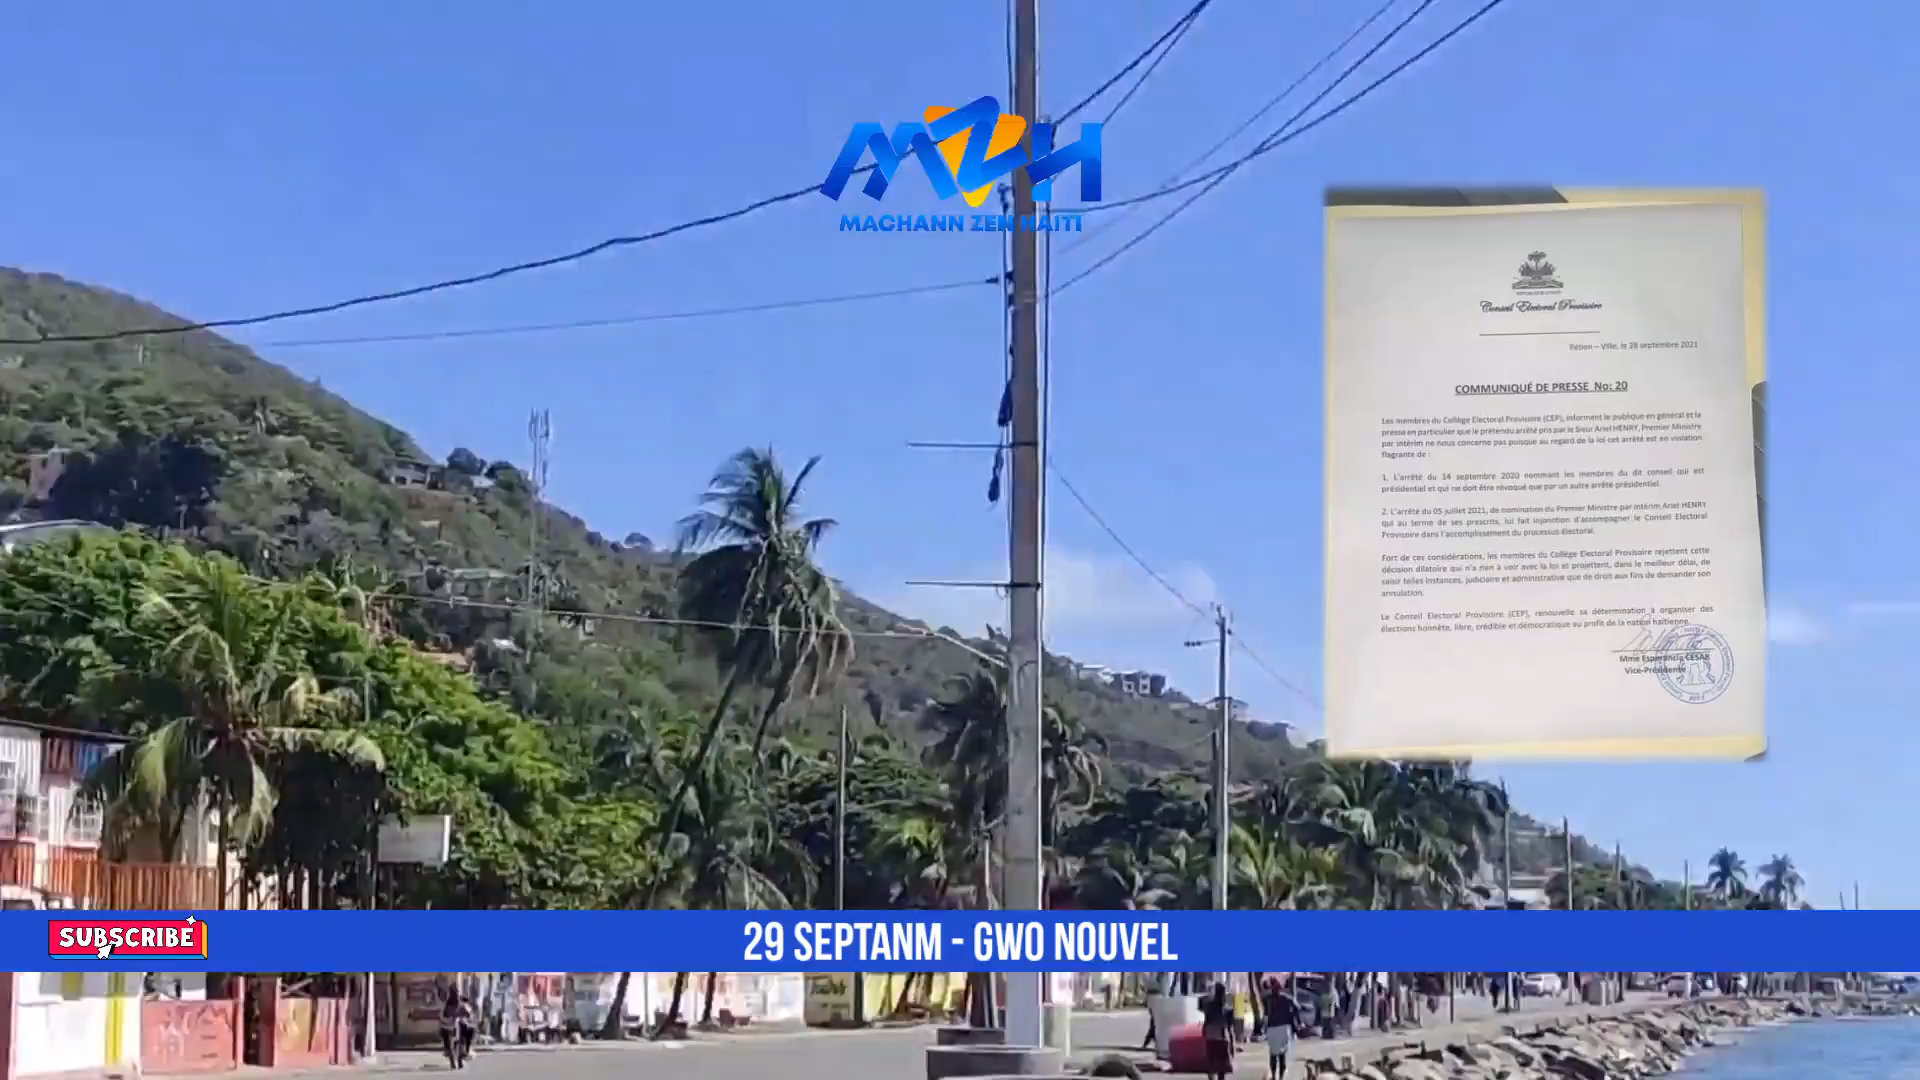 MZH
MACHANN ZEN HAITI
Conseil Electoral Provisoire
Pétion – Ville, le 28 septembre 2021
COMMUNIQUÉ DE PRESSE No: 20
Les membres du Collège Electoral Provisoire (CEP), informent le publique en général et la
presse en particulier que le prétendu arrêté pris par le Sieur Ariel HENRY, Premier Ministre
par intérim ne nous concerne pas puisque au regard de la loi cet arrêté est en violation
flagrante de :
1. L'arrêté du 14 septembre 2020 nommant les membres du dit conseil qui est
présidentiel et qui ne doit être révoqué que par un autre arrêté présidentiel.
2. L'arrêté du 05 juillet 2021, de nomination du Premier Ministre par intérim Ariel HENRY
qui au terme de ses prescrits, lui fait injonction d'accompagner le Conseil Electoral
Provisoire dans l'accomplissement du processus électoral.
Fort de ces considérations, les membres du Collège Electoral Provisoire rejettent cette
décision dilatoire qui n'a rien à voir avec la loi et projettent, dans le meilleur délai, de
saisir telles instances, judiciaire et administrative que de droit aux fins de demander son
annulation.
Le Conseil Electoral Provisoire (CEP), renouvelle sa détermination à organiser des
élections honnête, libre, crédible et démocratique au profit de la nation haïtienne.
Mme Esperancia CESAR
Vice-Présidente
SUBSCRIBE
29 SEPTANM - GWO NOUVEL